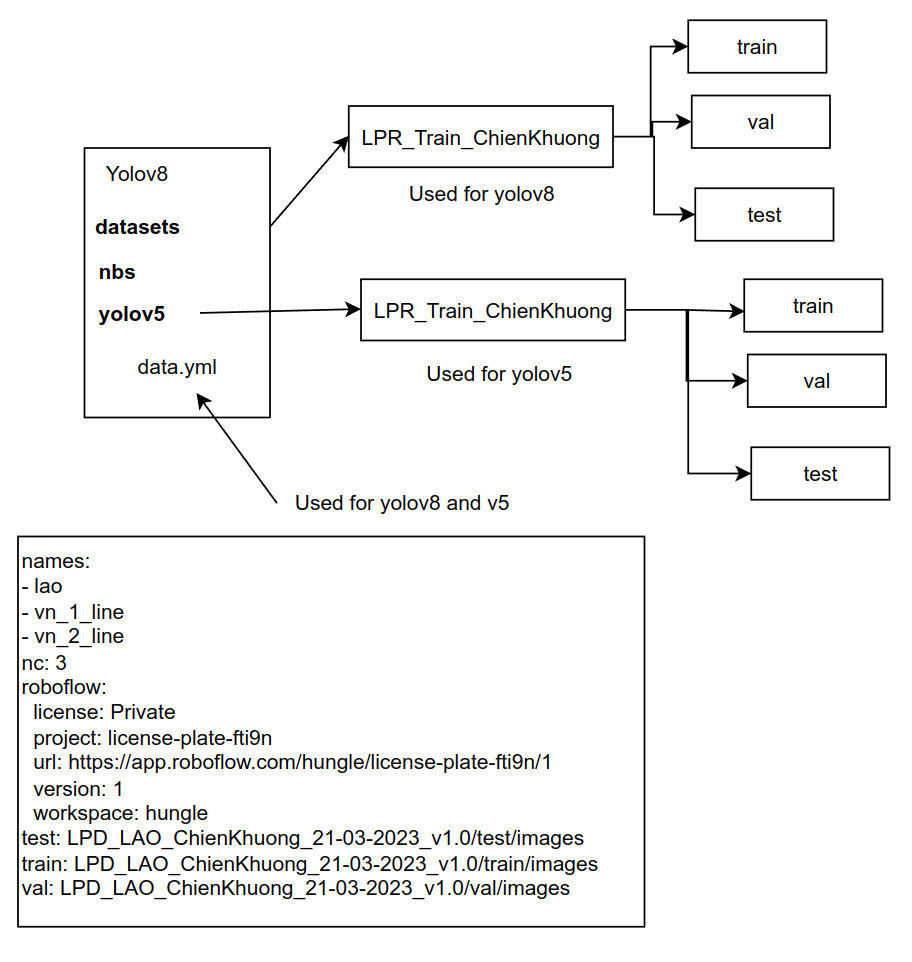 Yolov8
datasets
nbs
yolov5
data.yml
LPR_Train_ChienKhuong
Used for yolov8
train
val
test
LPR_Train_ChienKhuong
Used for yolov5
train
val
test
Used for yolov8 and v5
names:
- lao
- vn_1_line
- vn_2_line
nc: 3
roboflow:
  license: Private
  project: license-plate-fti9n
  url: https://app.roboflow.com/hungle/license-plate-fti9n/1
  version: 1
  workspace: hungle
test: LPD_LAO_ChienKhuong_21-03-2023_v1.0/test/images
train: LPD_LAO_ChienKhuong_21-03-2023_v1.0/train/images
val: LPD_LAO_ChienKhuong_21-03-2023_v1.0/val/images